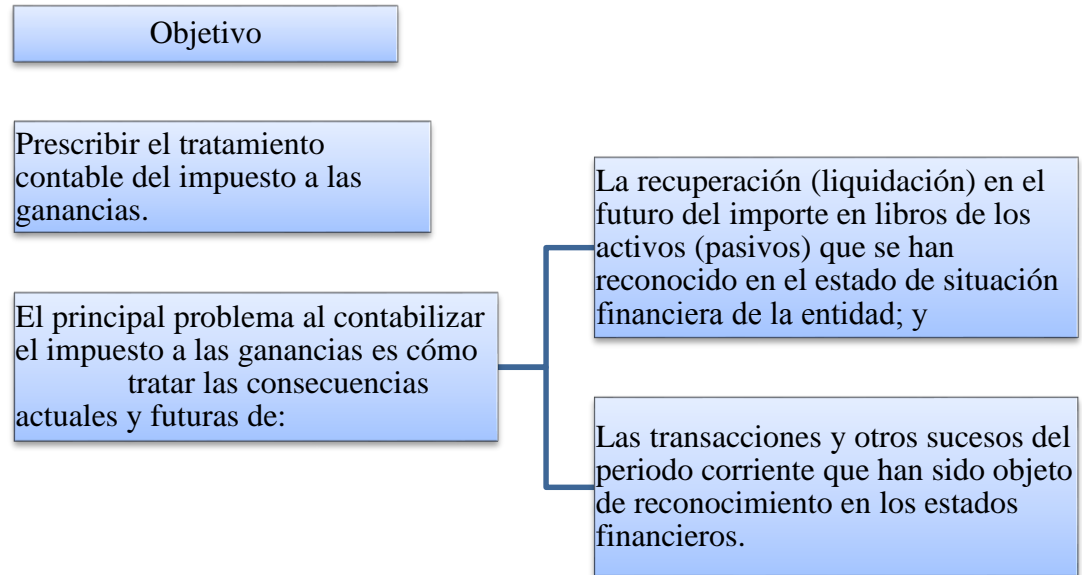 Objetivo
Prescribir el tratamiento
contable del impuesto a las
ganancias.
El principal problema al contabilizar
el impuesto a las ganancias es cómo
tratar las consecuencias
actuales y futuras de:
La recuperación (liquidación) en el
futuro del importe en libros de los
activos (pasivos) que se han
reconocido en el estado de situación
financiera de la entidad; y
Las transacciones y otros sucesos del
periodo corriente que han sido objeto
de reconocimiento en los estados
financieros.